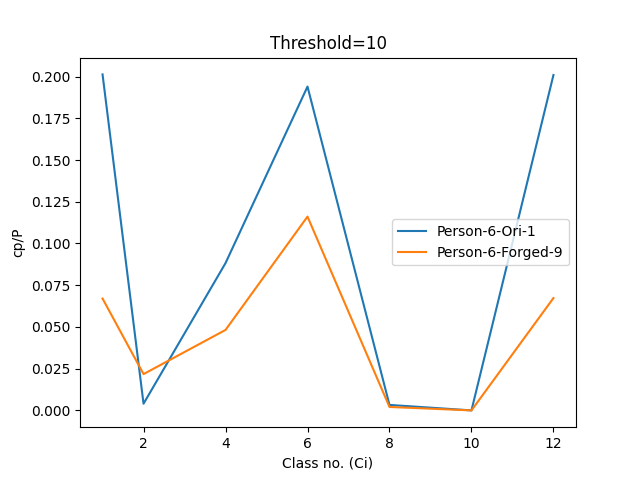 Threshold=10
0.200
0.175
0.150
0.125
0.100
0.075
0.050
0.025
0.000
cp/P
Person-6-Ori-1
Person-6-Forged-9
2 4 6 8 10 12
Class no. (Ci)